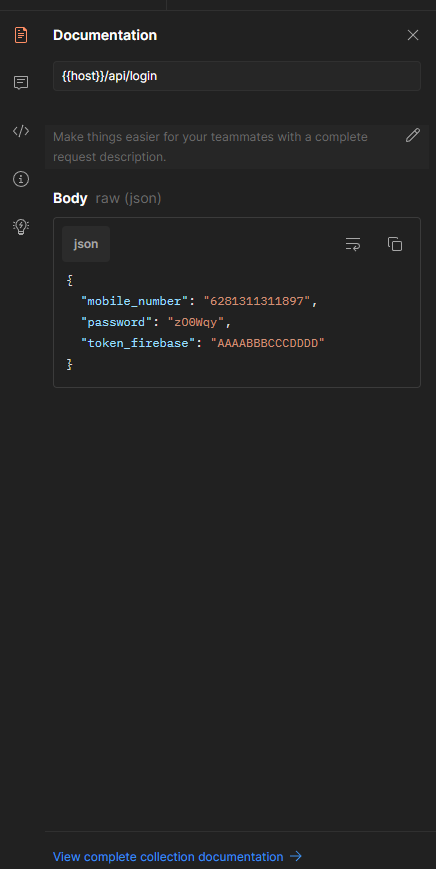 Documentation
{{host}}/api/login
Make things easier for your teammates with a complete
request description.
Body raw (json)
json
{
"mobile_number": "6281311311897",
"password": "zO0Wqy",
"token_firebase": "AAAABBBCCCDDDD"
}
View complete collection documentation →